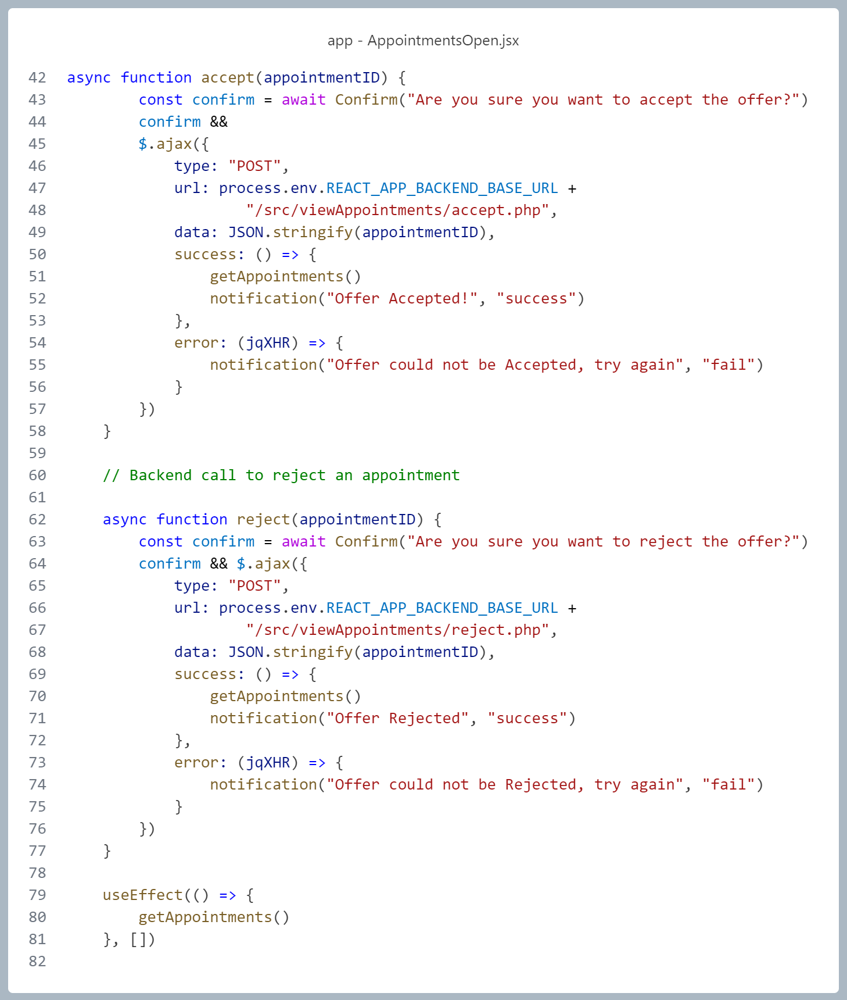 app - AppointmentsOpen.jsx
42 async function accept(appointmentID) {
43         const confirm = await Confirm("Are you sure you want to accept the offer?")
44         confirm &&
45         $.ajax({
46             type: "POST",
47             url: process.env.REACT_APP_BACKEND_BASE_URL +
48                     "/src/viewAppointments/accept.php",
49             data: JSON.stringify(appointmentID),
50             success: () => {
51                 getAppointments()
52                 notification("Offer Accepted!", "success")
53             },
54             error: (jqXHR) => {
55                 notification("Offer could not be Accepted, try again", "fail")
56             }
57         })
58     }
59
60     // Backend call to reject an appointment
61
62     async function reject(appointmentID) {
63         const confirm = await Confirm("Are you sure you want to reject the offer?")
64         confirm && $.ajax({
65             type: "POST",
66             url: process.env.REACT_APP_BACKEND_BASE_URL +
67                     "/src/viewAppointments/reject.php",
68             data: JSON.stringify(appointmentID),
69             success: () => {
70                 getAppointments()
71                 notification("Offer Rejected", "success")
72             },
73             error: (jqXHR) => {
74                 notification("Offer could not be Rejected, try again", "fail")
75             }
76         })
77     }
78
79     useEffect(() => {
80         getAppointments()
81     }, [])
82